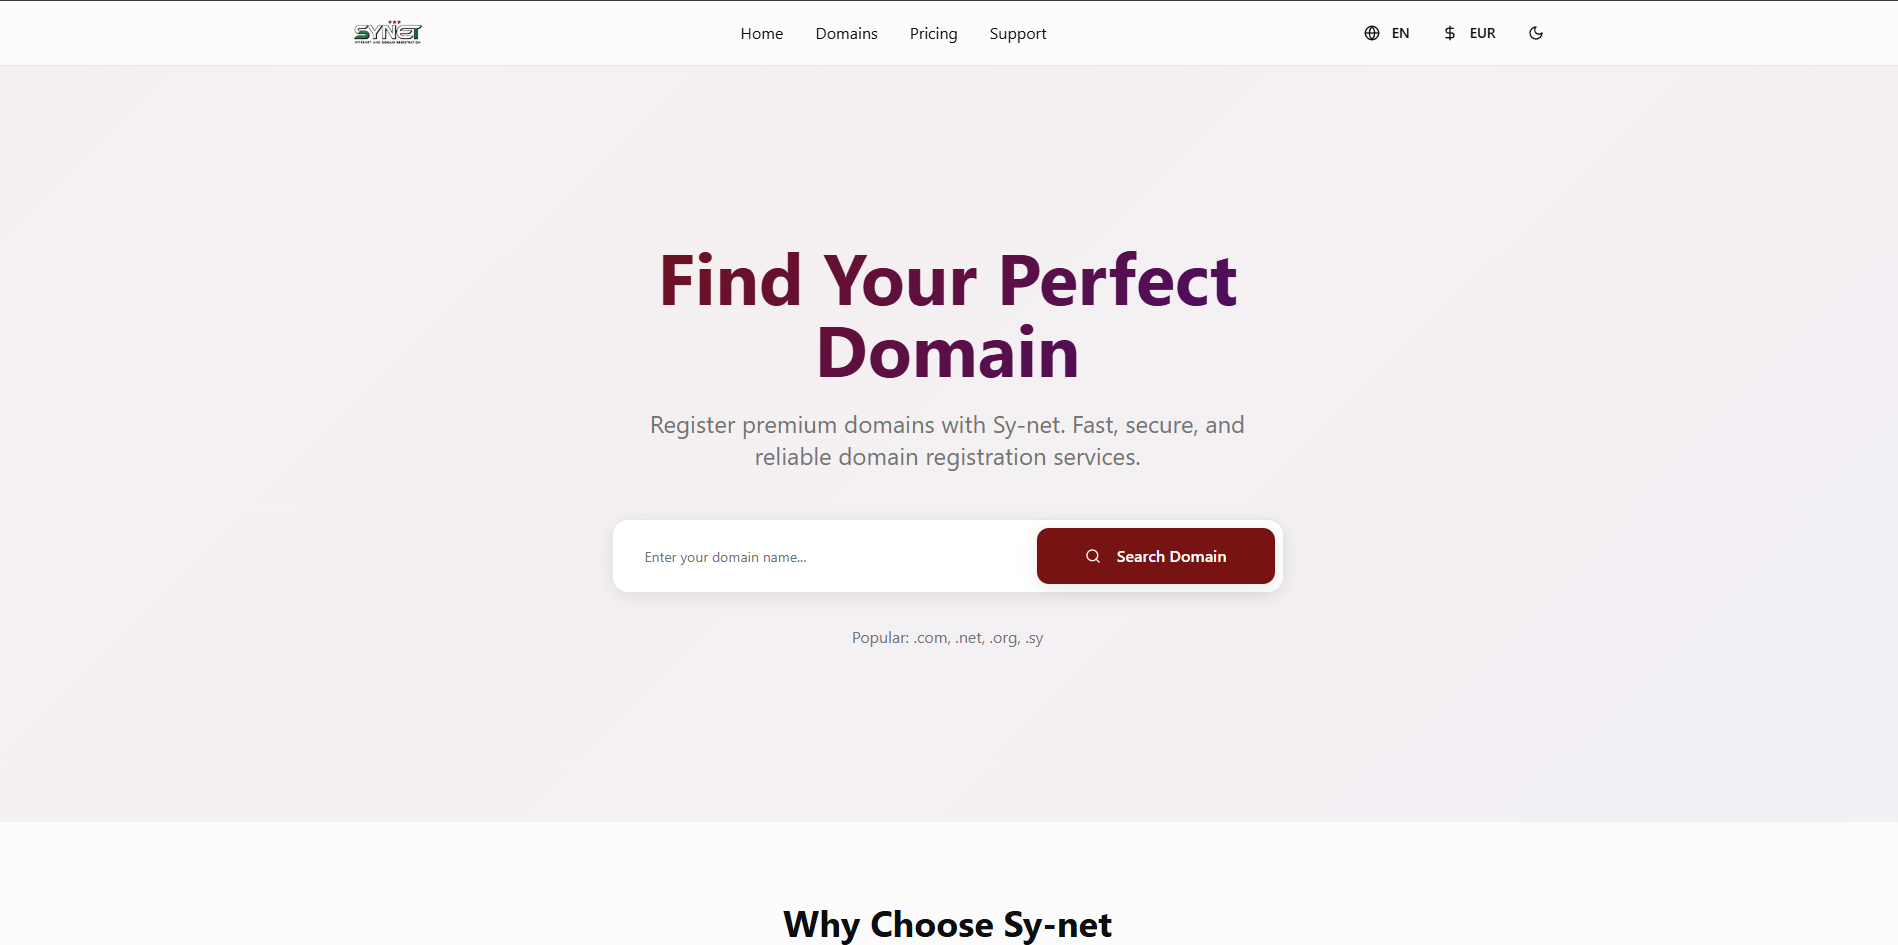 SYNET
INTERNET AND DOMAIN REGISTRATION
Home
Domains
Pricing
Support
EN
EUR
Find Your Perfect
Domain
Register premium domains with Sy-net. Fast, secure, and
reliable domain registration services.
Enter your domain name...
Search Domain
Popular: .com, .net, .org, .sy
Why Choose Sy-net